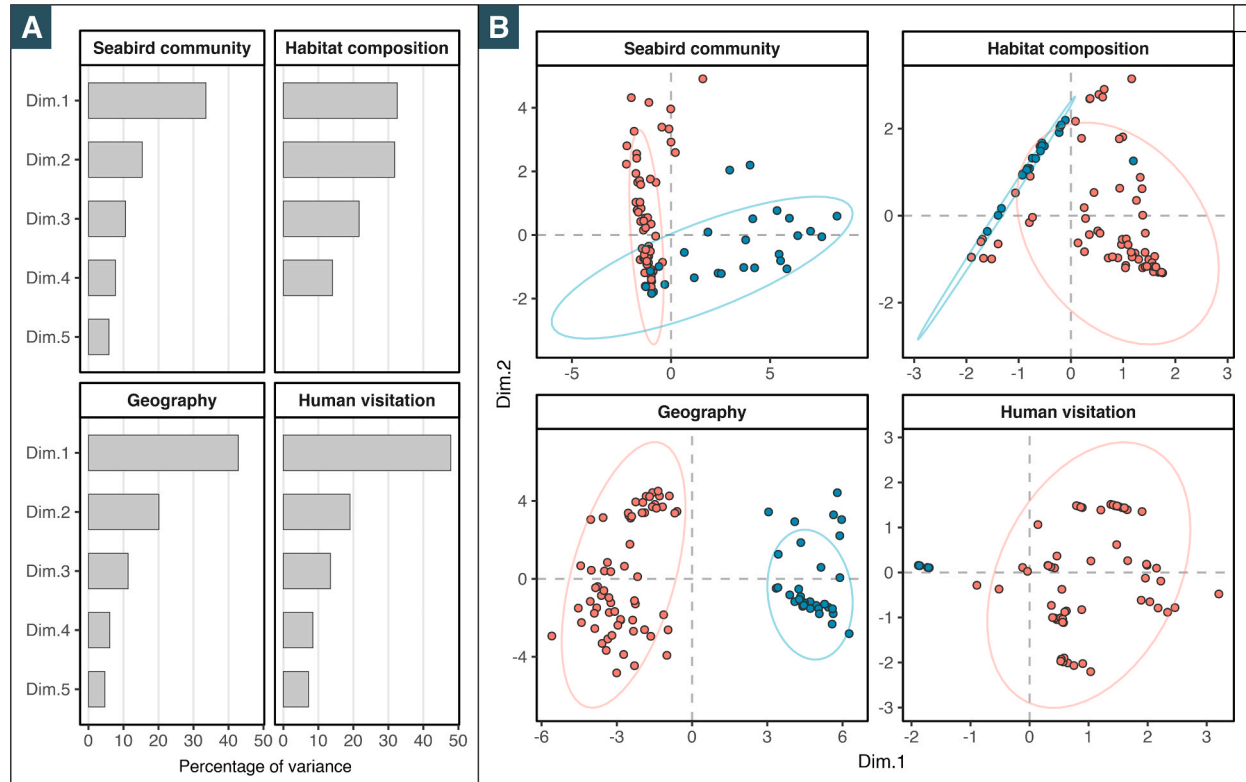 A
Seabird community
Habitat composition
Dim.1
Dim.2
Dim.3
Dim.4
Dim.5
Geography
Human visitation
Dim.1
Dim.2
Dim.3
Dim.4
Dim.5
0 10 20 30 40 50 0 10 20 30 40 50
Percentage of variance
B
Seabird community
Habitat composition
4
2
0
-2
-5 0 5
2
0
-2
-3 -2 -1 0 1 2 3
Dim.2
Geography
Human visitation
4
0
-4
-6 -3 0 3 6
3
2
1
0
-1
-2
-3
-2 -1 0 1 2 3
Dim.1